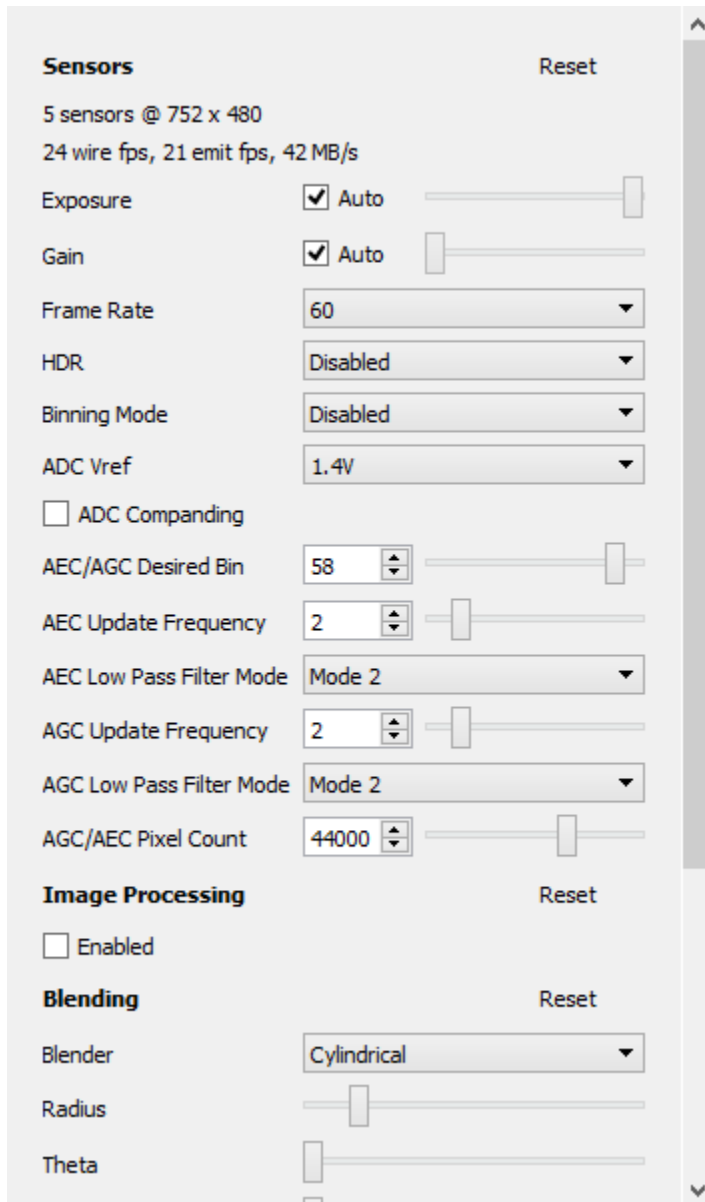 Sensors Reset
5 sensors @ 752 x 480
24 wire fps, 21 emit fps, 42 MB/s
Exposure Auto
Gain Auto
Frame Rate 60
HDR Disabled
Binning Mode Disabled
ADC Vref 1.4V
ADC Companding
AEC/AGC Desired Bin 58
AEC Update Frequency 2
AEC Low Pass Filter Mode Mode 2
AGC Update Frequency 2
AGC Low Pass Filter Mode Mode 2
AGC/AEC Pixel Count 44000
Image Processing Reset
Enabled
Blending Reset
Blender Cylindrical
Radius
Theta